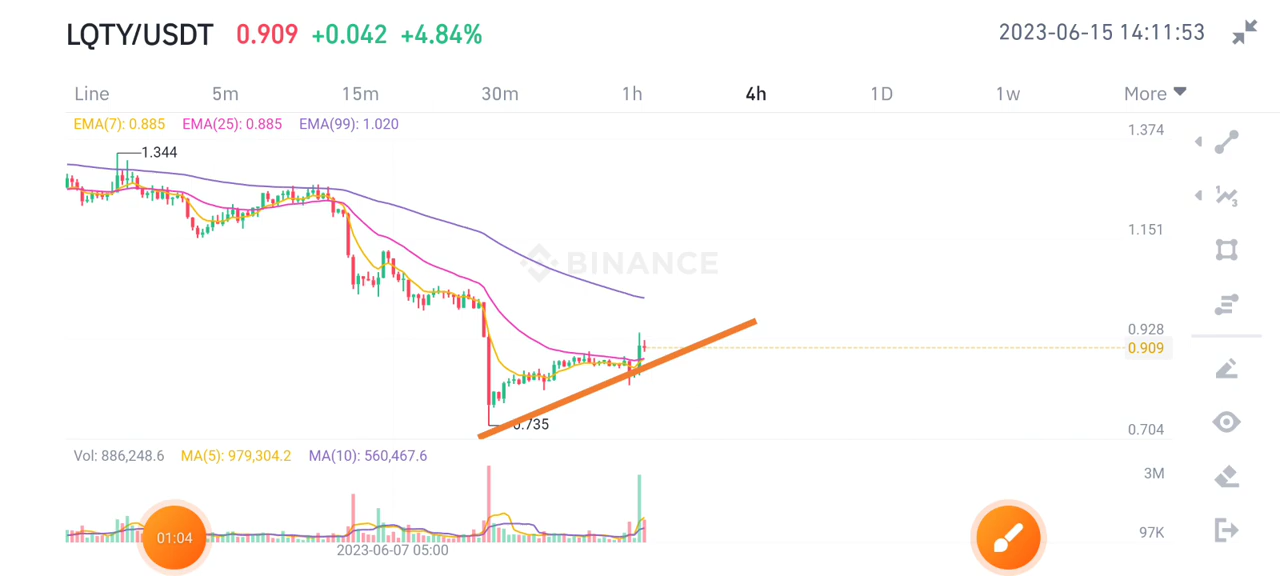 LQTY/USDT 0.909 +0.042 +4.84% 2023-06-15 14:11:53
Line 5m 15m 30m 1h 4h 1D 1w More
EMA(7): 0.885 EMA(25): 0.885 EMA(99): 1.020
1.374
1.344
1.151
BINANCE
0.928
0.909
0.735
0.704
Vol: 886,248.6 MA(5): 979,304.2 MA(10): 560,467.6
3M
97K
01:04
2023-06-07 05:00